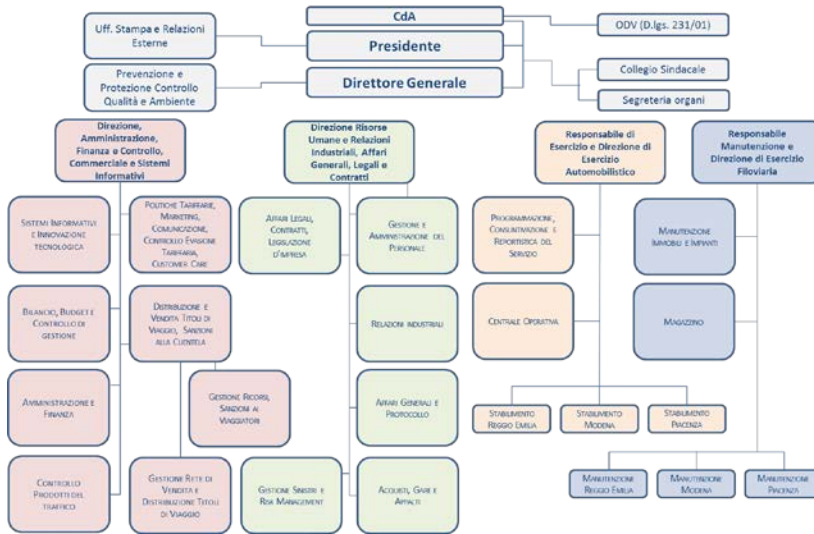 CdA
Uff. Stampa e Relazioni
Esterne
Presidente
ODV (D.lgs. 231/01)
Prevenzione e
Protezione Controllo
Qualità e Ambiente
Direttore Generale
Collegio Sindacale
Segreteria organi
Direzione,
Amministrazione,
Finanza e Controllo,
Commerciale e Sistemi
Informativi
Direzione Risorse
Umane e Relazioni
Industriali, Affari
Generali, Legali e
Contratti
Responsabile di
Esercizio e Direzione di
Esercizio
Automobilistico
Responsabile
Manutenzione e
Direzione di Esercizio
Filoviaria
SISTEMI INFORMATIVI
E INNOVAZIONE
TECNOLOGICA
POLITICHE TARIFFARIE,
MARKETING,
COMUNICAZIONE,
CONTROLLO EVASIONE
TARIFFARIA,
CUSTOMER CARE
AFFARI LEGALI,
CONTRATTI,
LEGISLAZIONE
D'IMPRESA
GESTIONE E
AMMINISTRAZIONE DEL
PERSONALE
PROGRAMMAZIONE,
CONSUNTIVAZIONE E
REPORTISTICA DEL
SERVIZIO
MANUTENZIONE
IMMOBILI E IMPIANTI
BILANCIO, BUDGET E
CONTROLLO DI
GESTIONE
DISTRIBUZIONE E
VENDITA TITOLI DI
VIAGGIO, SANZIONI
ALLA CLIENTELA
RELAZIONI INDUSTRIALI
CENTRALE OPERATIVA
MAGAZZINO
AMMINISTRAZIONE E
FINANZA
GESTIONE RICORSI,
SANZIONI AI
VIAGGIATORI
AFFARI GENERALI E
PROTOCOLLO
STABILIMENTO
REGGIO EMILIA
STABILIMENTO
MODENA
STABILIMENTO
PIACENZA
CONTROLLO
PRODOTTI DEL
TRAFFICO
GESTIONE RETE DI
VENDITA E
DISTRIBUZIONE TITOLI
DI VIAGGIO
GESTIONE SINISTRI E
RISK MANAGEMENT
ACQUISTI, GARE E
APPALTI
MANUTENZIONE
REGGIO EMILIA
MANUTENZIONE
MODENA
MANUTENZIONE
PIACENZA